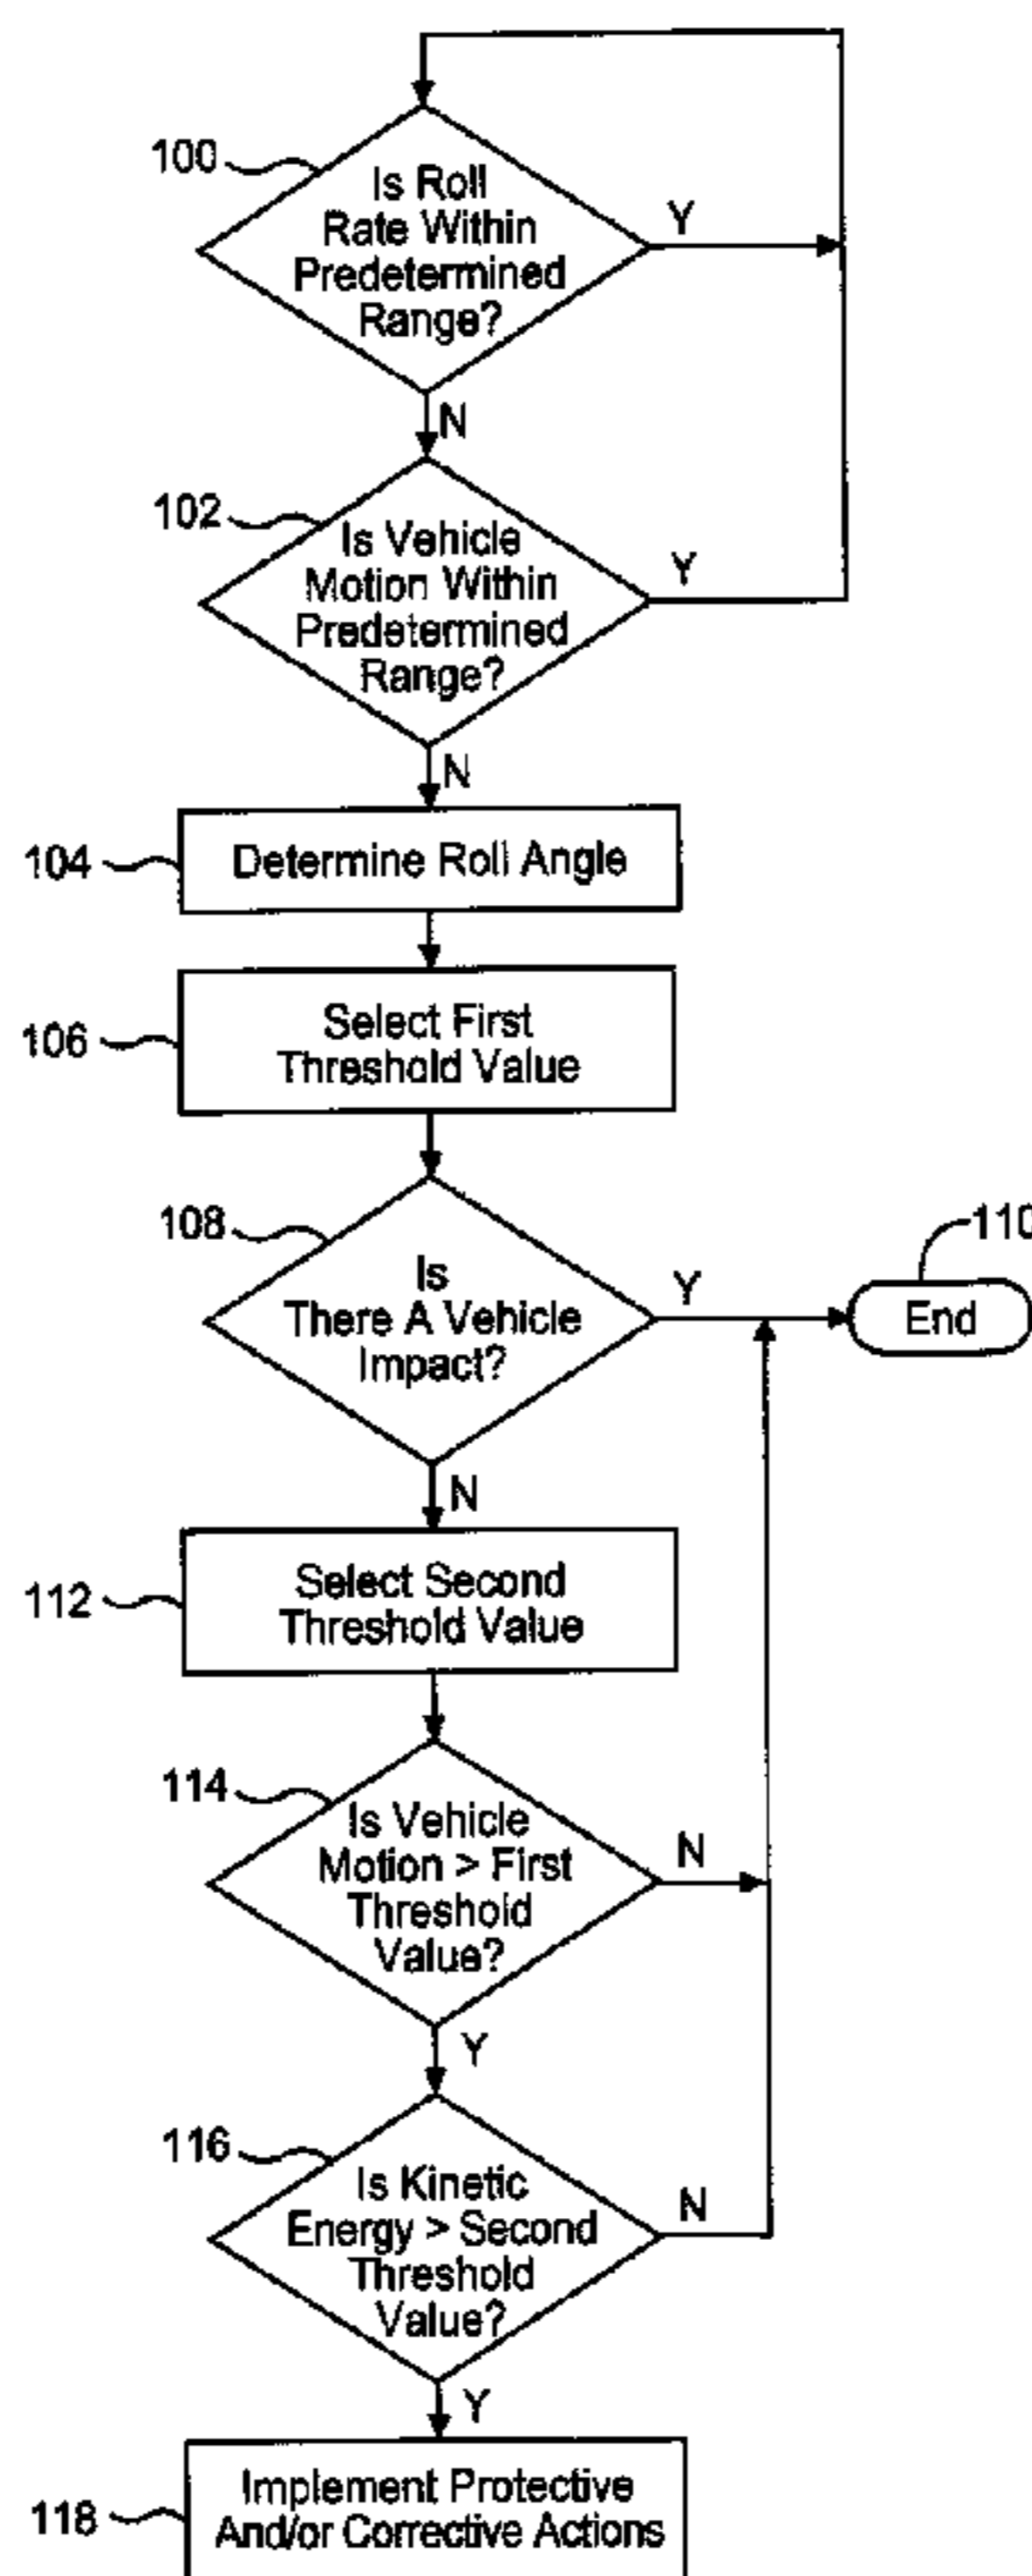 100
Is Roll
Rate Within
Predetermined
Range?
Y
N
102
Is Vehicle
Motion Within
Predetermined
Range?
Y
N
104
Determine Roll Angle
106
Select First
Threshold Value
108
Is
There A Vehicle
Impact?
Y
110
End
N
112
Select Second
Threshold Value
114
Is Vehicle
Motion > First
Threshold
Value?
N
Y
116
Is Kinetic
Energy > Second
Threshold
Value?
N
Y
118
Implement Protective
And/or Corrective Actions